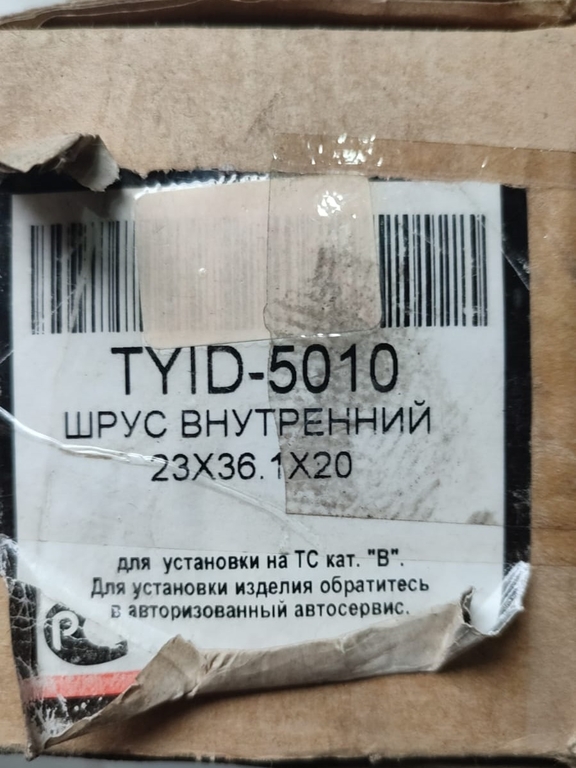 TYID-5010
ШРУС ВНУТРЕННИЙ
23X36.1X20
для установки на ТС кат. "В".
Для установки изделия обратитесь
в авторизованный автосервис.